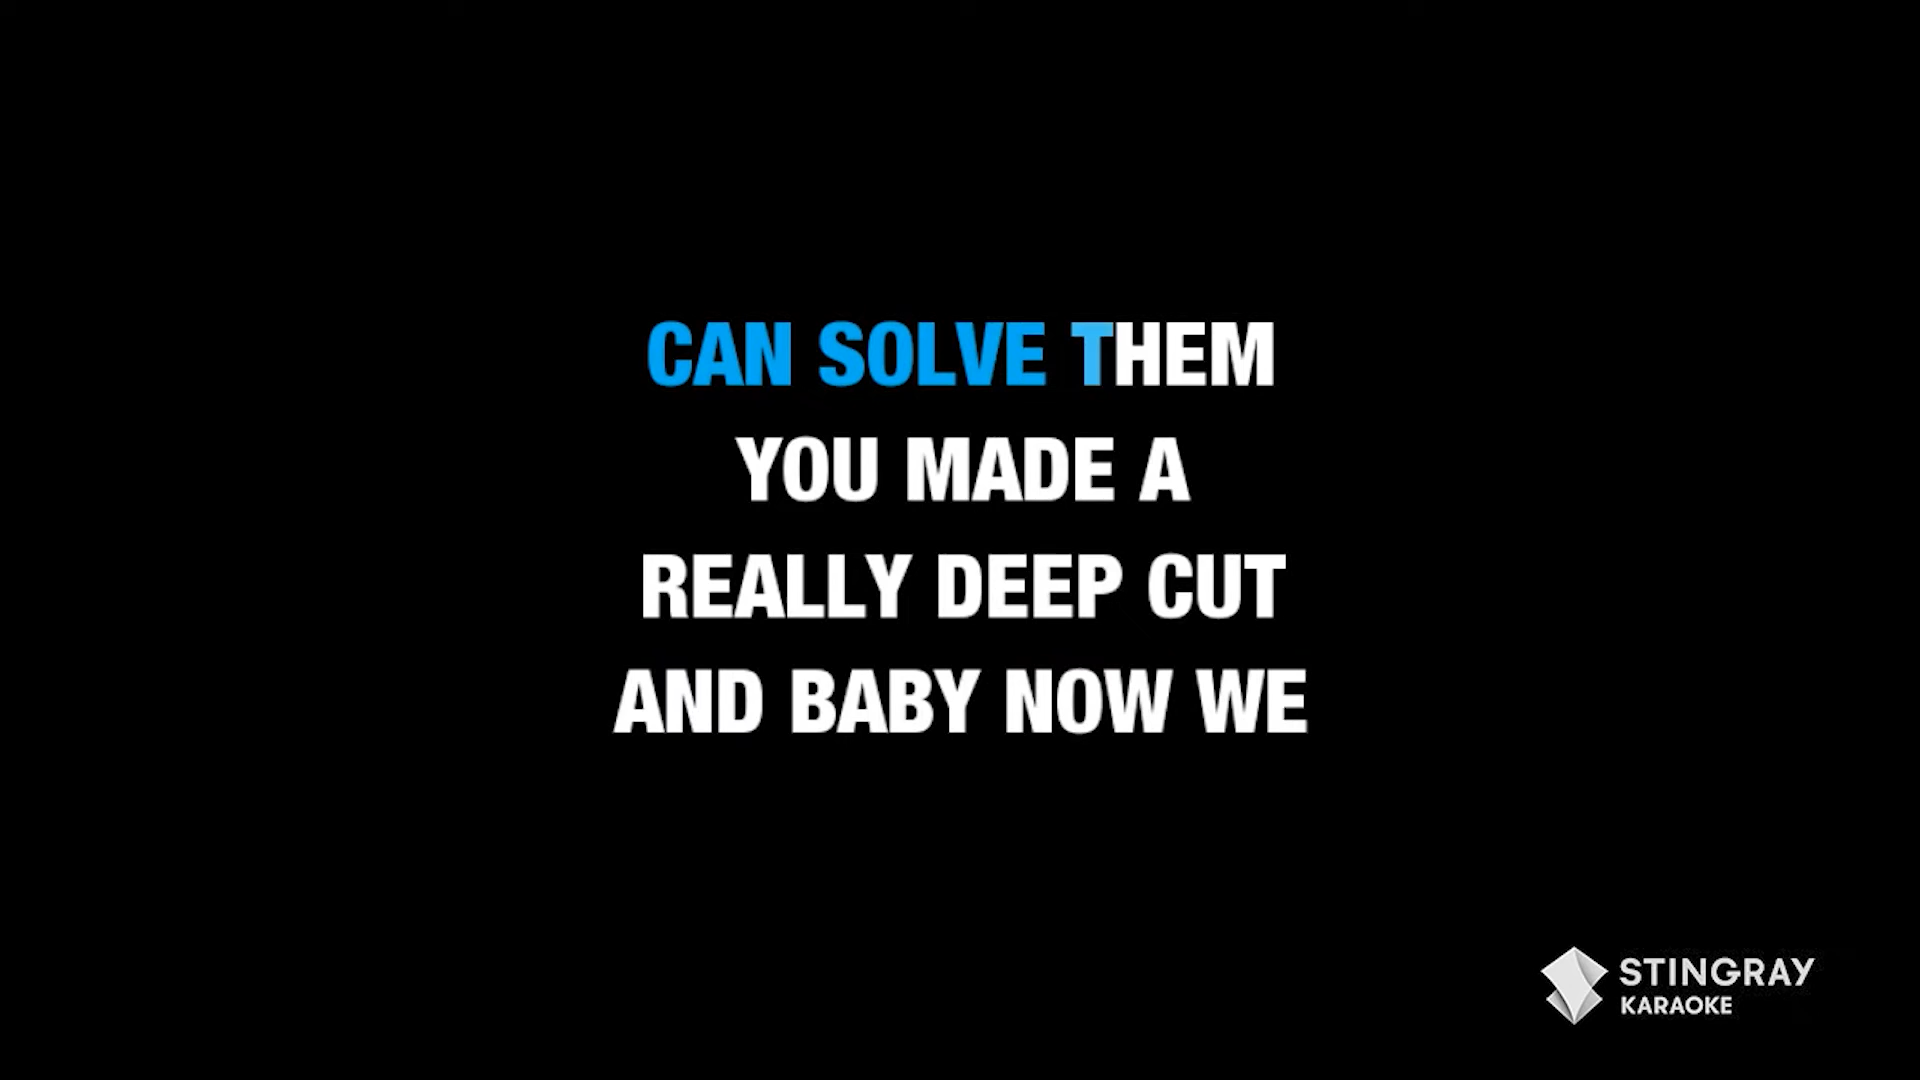 CAN SOLVE THEM
YOU MADE A
REALLY DEEP CUT
AND BABY NOW WE
STINGRAY
KARAOKE